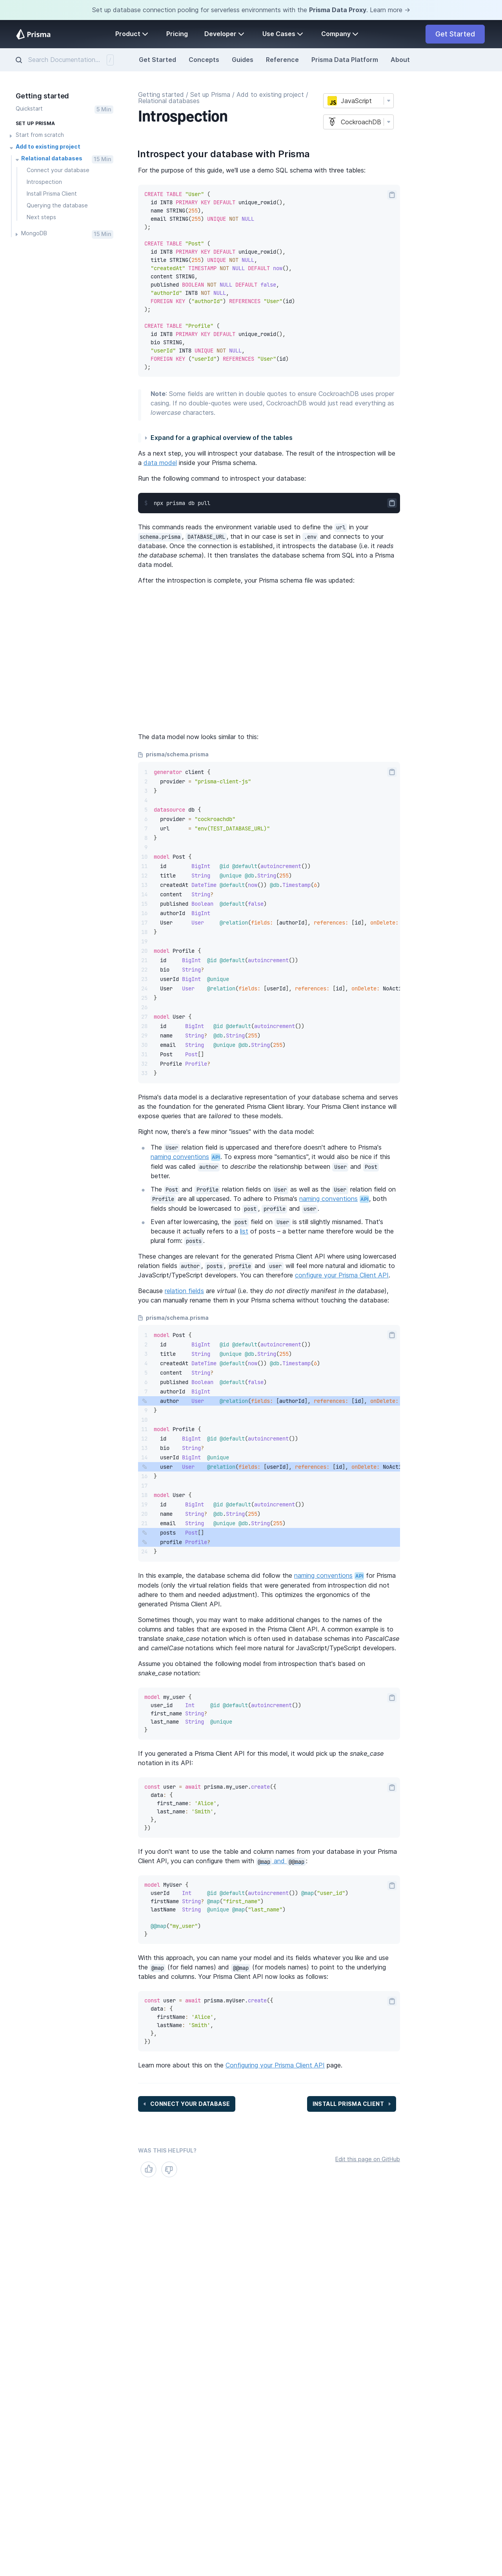 Set up database connection pooling for serverless environments with the Prisma Data Proxy. Learn more →
Prisma
Product
Pricing
Developer
Use Cases
Company
Get Started
Search Documentation...
/
Get Started
Concepts
Guides
Reference
Prisma Data Platform
About
Getting started
Quickstart
5 Min
SET UP PRISMA
Start from scratch
Add to existing project
Relational databases
15 Min
Connect your database
Introspection
Install Prisma Client
Querying the database
Next steps
MongoDB
15 Min
Getting started / Set up Prisma / Add to existing project /
Relational databases
JS JavaScript
CockroachDB
Introspection
Introspect your database with Prisma
For the purpose of this guide, we'll use a demo SQL schema with three tables:
CREATE TABLE "User" (
id INT8 PRIMARY KEY DEFAULT unique_rowid(),
name STRING(255),
email STRING(255) UNIQUE NOT NULL
);
CREATE TABLE "Post" (
id INT8 PRIMARY KEY DEFAULT unique_rowid(),
title STRING(255) UNIQUE NOT NULL,
"createdAt" TIMESTAMP NOT NULL DEFAULT now(),
content STRING,
published BOOLEAN NOT NULL DEFAULT false,
"authorId" INT8 NOT NULL,
FOREIGN KEY ("authorId") REFERENCES "User"(id)
);
CREATE TABLE "Profile" (
id INT8 PRIMARY KEY DEFAULT unique_rowid(),
bio STRING,
"userId" INT8 UNIQUE NOT NULL,
FOREIGN KEY ("userId") REFERENCES "User"(id)
);
Note: Some fields are written in double quotes to ensure CockroachDB uses proper
casing. If no double-quotes were used, CockroachDB would just read everything as
lowercase characters.
Expand for a graphical overview of the tables
As a next step, you will introspect your database. The result of the introspection will be
a data model inside your Prisma schema.
Run the following command to introspect your database:
$ npx prisma db pull
This commands reads the environment variable used to define the url in your
schema.prisma, DATABASE_URL, that in our case is set in .env and connects to your
database. Once the connection is established, it introspects the database (i.e. it reads
the database schema). It then translates the database schema from SQL into a Prisma
data model.
After the introspection is complete, your Prisma schema file was updated:
The data model now looks similar to this:
prisma/schema.prisma
1 generator client {
2 provider = "prisma-client-js"
3 }
4
5 datasource db {
6 provider = "cockroachdb"
7 url = "env(TEST_DATABASE_URL)"
8 }
9
10 model Post {
11 id BigInt @id @default(autoincrement())
12 title String @unique @db.String(255)
13 createdAt DateTime @default(now()) @db.Timestamp(6)
14 content String?
15 published Boolean @default(false)
16 authorId BigInt
17 User User @relation(fields: [authorId], references: [id], onDelete:
18 }
19
20 model Profile {
21 id BigInt @id @default(autoincrement())
22 bio String?
23 userId BigInt @unique
24 User User @relation(fields: [userId], references: [id], onDelete: NoActi
25 }
26
27 model User {
28 id BigInt @id @default(autoincrement())
29 name String? @db.String(255)
30 email String @unique @db.String(255)
31 Post Post[]
32 Profile Profile?
33 }
Prisma's data model is a declarative representation of your database schema and serves
as the foundation for the generated Prisma Client library. Your Prisma Client instance will
expose queries that are tailored to these models.
Right now, there's a few minor "issues" with the data model:
The User relation field is uppercased and therefore doesn't adhere to Prisma's
naming conventions API. To express more "semantics", it would also be nice if this
field was called author to describe the relationship between User and Post
better.
The Post and Profile relation fields on User as well as the User relation field on
Profile are all uppercased. To adhere to Prisma's naming conventions API, both
fields should be lowercased to post, profile and user.
Even after lowercasing, the post field on User is still slightly misnamed. That's
because it actually refers to a list of posts – a better name therefore would be the
plural form: posts.
These changes are relevant for the generated Prisma Client API where using lowercased
relation fields author, posts, profile and user will feel more natural and idiomatic to
JavaScript/TypeScript developers. You can therefore configure your Prisma Client API.
Because relation fields are virtual (i.e. they do not directly manifest in the database),
you can manually rename them in your Prisma schema without touching the database:
prisma/schema.prisma
1 model Post {
2 id BigInt @id @default(autoincrement())
3 title String @unique @db.String(255)
4 createdAt DateTime @default(now()) @db.Timestamp(6)
5 content String?
6 published Boolean @default(false)
7 authorId BigInt
author User @relation(fields: [authorId], references: [id], onDelete:
9 }
10
11 model Profile {
12 id BigInt @id @default(autoincrement())
13 bio String?
14 userId BigInt @unique
user User @relation(fields: [userId], references: [id], onDelete: NoActi
16 }
17
18 model User {
19 id BigInt @id @default(autoincrement())
20 name String? @db.String(255)
21 email String @unique @db.String(255)
posts Post[]
profile Profile?
24 }
In this example, the database schema did follow the naming conventions API for Prisma
models (only the virtual relation fields that were generated from introspection did not
adhere to them and needed adjustment). This optimizes the ergonomics of the
generated Prisma Client API.
Sometimes though, you may want to make additional changes to the names of the
columns and tables that are exposed in the Prisma Client API. A common example is to
translate snake_case notation which is often used in database schemas into PascalCase
and camelCase notations which feel more natural for JavaScript/TypeScript developers.
Assume you obtained the following model from introspection that's based on
snake_case notation:
model my_user {
user_id Int @id @default(autoincrement())
first_name String?
last_name String @unique
}
If you generated a Prisma Client API for this model, it would pick up the snake_case
notation in its API:
const user = await prisma.my_user.create({
data: {
first_name: 'Alice',
last_name: 'Smith',
},
})
If you don't want to use the table and column names from your database in your Prisma
Client API, you can configure them with @map and @@map:
model MyUser {
userId Int @id @default(autoincrement()) @map("user_id")
firstName String? @map("first_name")
lastName String @unique @map("last_name")
@@map("my_user")
}
With this approach, you can name your model and its fields whatever you like and use
the @map (for field names) and @@map (for models names) to point to the underlying
tables and columns. Your Prisma Client API now looks as follows:
const user = await prisma.myUser.create({
data: {
firstName: 'Alice',
lastName: 'Smith',
},
})
Learn more about this on the Configuring your Prisma Client API page.
CONNECT YOUR DATABASE
INSTALL PRISMA CLIENT
WAS THIS HELPFUL?
Edit this page on GitHub